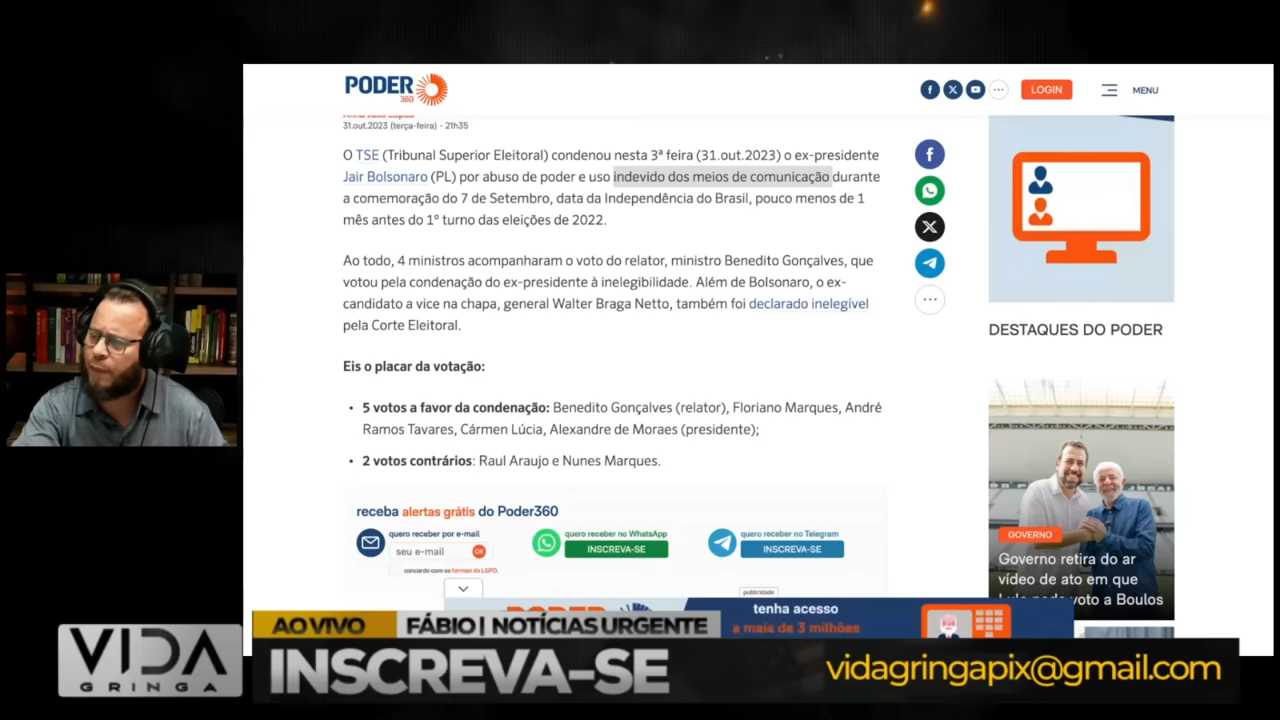 PODER
360
LOGIN
MENU
31.out.2023 (terça-feira) - 21h35
O TSE (Tribunal Superior Eleitoral) condenou nesta 3ª feira (31.out.2023) o ex-presidente
Jair Bolsonaro (PL) por abuso de poder e uso indevido dos meios de comunicação durante
a comemoração do 7 de Setembro, data da Independência do Brasil, pouco menos de 1
mês antes do 1º turno das eleições de 2022.
Ao todo, 4 ministros acompanharam o voto do relator, ministro Benedito Gonçalves, que
votou pela condenação do ex-presidente à inelegibilidade. Além de Bolsonaro, o ex-
candidato a vice na chapa, general Walter Braga Netto, também foi declarado inelegível
pela Corte Eleitoral.
Eis o placar da votação:
• 5 votos a favor da condenação: Benedito Gonçalves (relator), Floriano Marques, André
Ramos Tavares, Cármen Lúcia, Alexandre de Moraes (presidente);
• 2 votos contrários: Raul Araujo e Nunes Marques.
receba alertas grátis do Poder360
quero receber por e-mail
seu e-mail
OK
concordo com os termos da LGPD.
quero receber no WhatsApp
INSCREVA-SE
quero receber no Telegram
INSCREVA-SE
publicidade
tenha acesso
a mais de 3 milhões
DESTAQUES DO PODER
GOVERNO
Governo retira do ar
vídeo de ato em que
voto a Boulos
AO VIVO
FÁBIO | NOTÍCIAS URGENTE
VIDA
GRINGA
INSCREVA-SE
vidagringapix@gmail.com